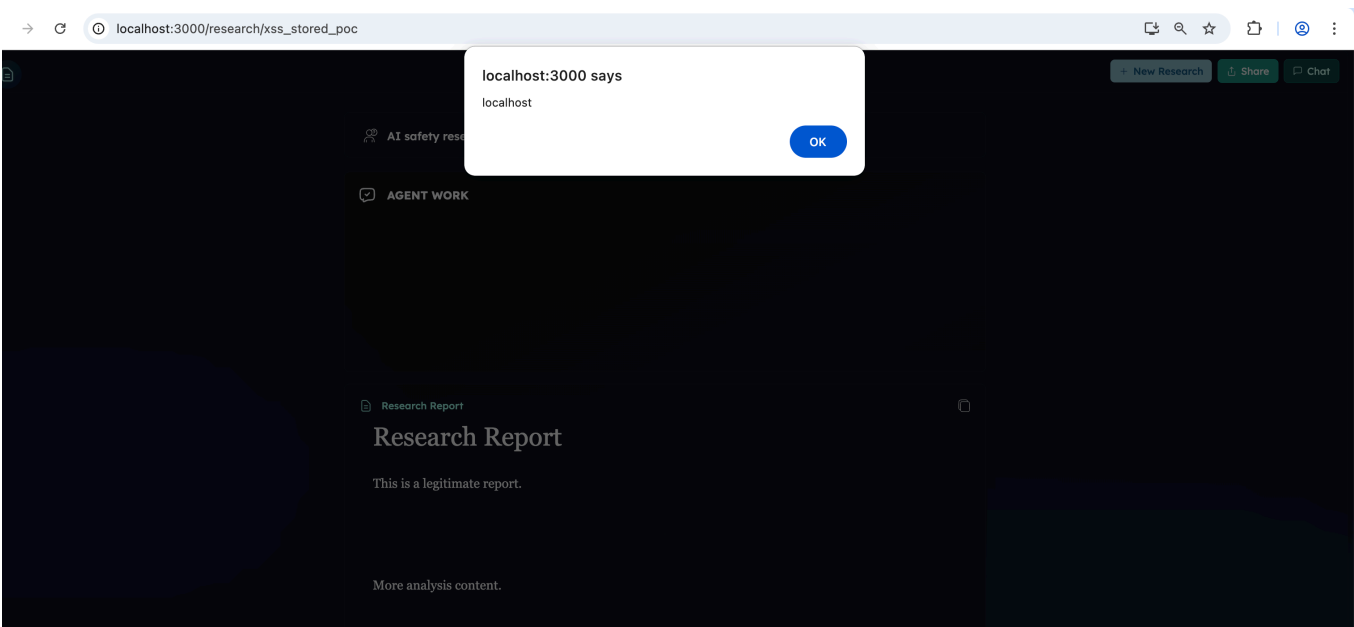 localhost:3000/research/xss_stored_poc
localhost:3000 says
localhost
OK
+ New Research
Share
Chat
AI safety rese
AGENT WORK
Research Report
Research Report
This is a legitimate report.
More analysis content.